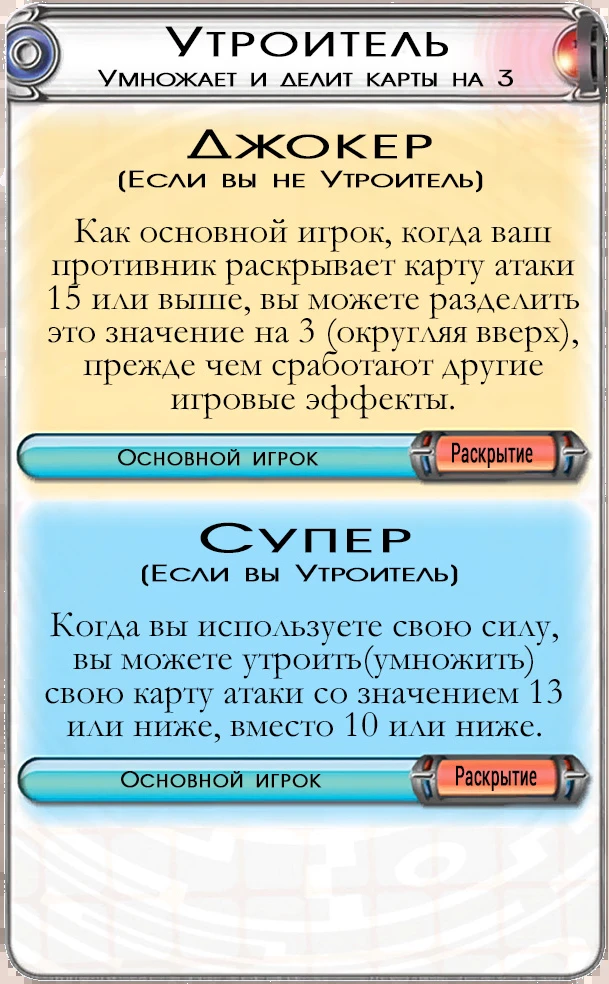 Утроитель
Умножает и делит карты на 3
Джокер
(Если вы не Утроитель)
Как основной игрок, когда ваш
противник раскрывает карту атаки
15 или выше, вы можете разделить
это значение на 3 (округляя вверх),
прежде чем сработают другие
игровые эффекты.
Основной игрок Раскрытие
Супер
(Если вы Утроитель)
Когда вы используете свою силу,
вы можете утроить(умножить)
свою карту атаки со значением 13
или ниже, вместо 10 или ниже.
Основной игрок Раскрытие